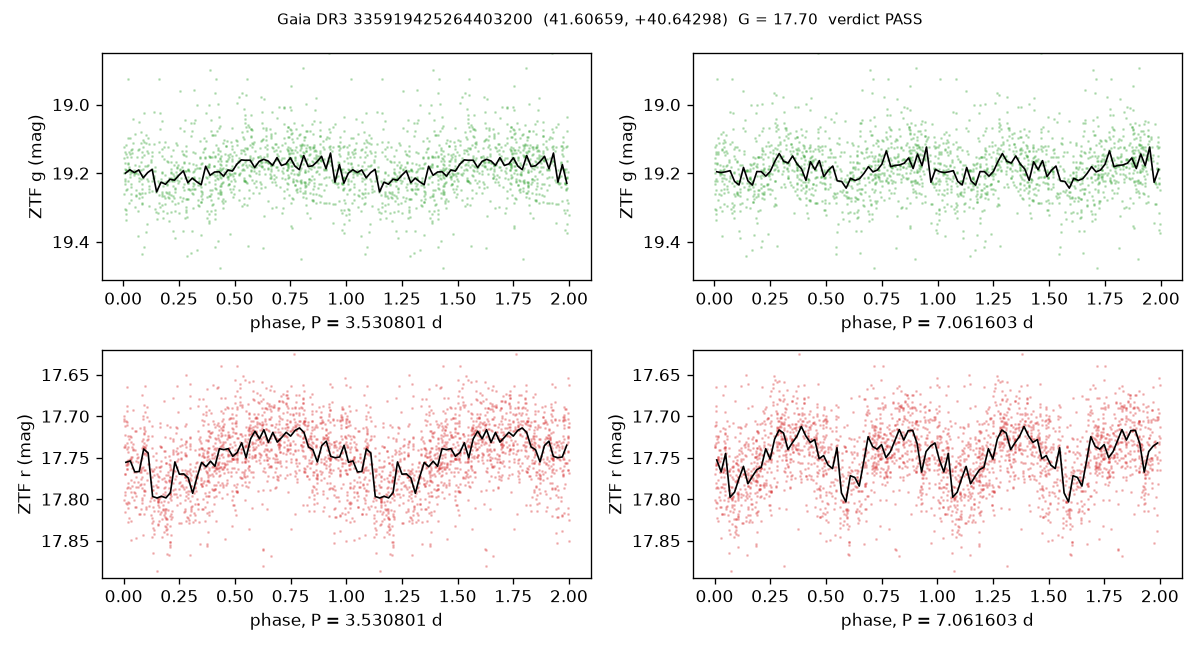 Gaia DR3 335919425264403200  (41.60659, +40.64298)  G = 17.70  verdict PASS
ZTF g (mag)
19.0
19.2
19.4
0.00 0.25 0.50 0.75 1.00 1.25 1.50 1.75 2.00
phase, P = 3.530801 d
ZTF g (mag)
19.0
19.2
19.4
0.00 0.25 0.50 0.75 1.00 1.25 1.50 1.75 2.00
phase, P = 7.061603 d
ZTF r (mag)
17.65
17.70
17.75
17.80
17.85
0.00 0.25 0.50 0.75 1.00 1.25 1.50 1.75 2.00
phase, P = 3.530801 d
ZTF r (mag)
17.65
17.70
17.75
17.80
17.85
0.00 0.25 0.50 0.75 1.00 1.25 1.50 1.75 2.00
phase, P = 7.061603 d